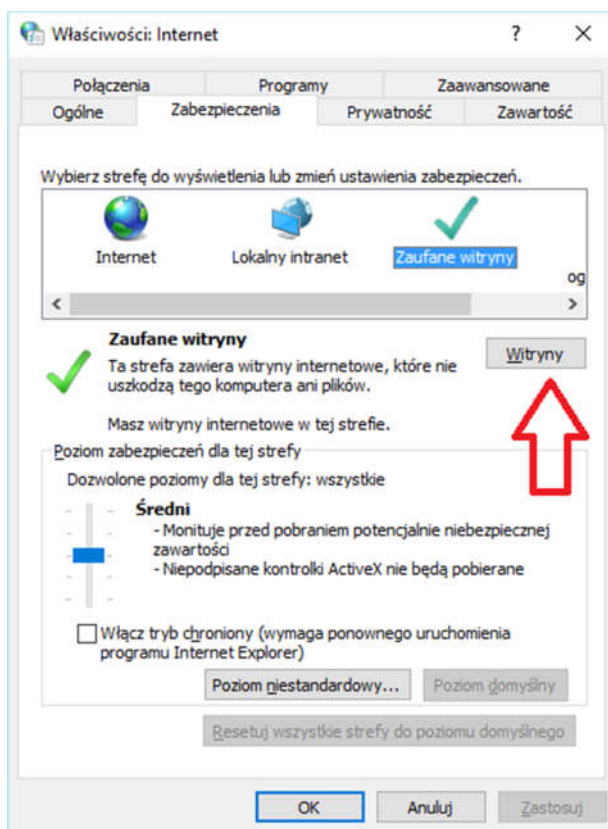 Właściwości: Internet ?
Połączenia Programy Zaawansowane
Ogólne Zabezpieczenia Prywatność Zawartość
Wybierz strefę do wyświetlenia lub zmień ustawienia zabezpieczeń.
Internet Lokalny intranet Zaufane witryny
og
Zaufane witryny
Witryny
Ta strefa zawiera witryny internetowe, które nie
uszkodzą tego komputera ani plików.
Masz witryny internetowe w tej strefie.
Poziom zabezpieczeń dla tej strefy
Dozwolone poziomy dla tej strefy: wszystkie
Średni
- Monituje przed pobraniem potencjalnie niebezpiecznej
zawartości
- Niepodpisane kontrolki ActiveX nie będą pobierane
Włącz tryb chroniony (wymaga ponownego uruchomienia
programu Internet Explorer)
Poziom niestandardowy... Poziom domyślny
Resetuj wszystkie strefy do poziomu domyślnego
OK Anuluj Zastosuj